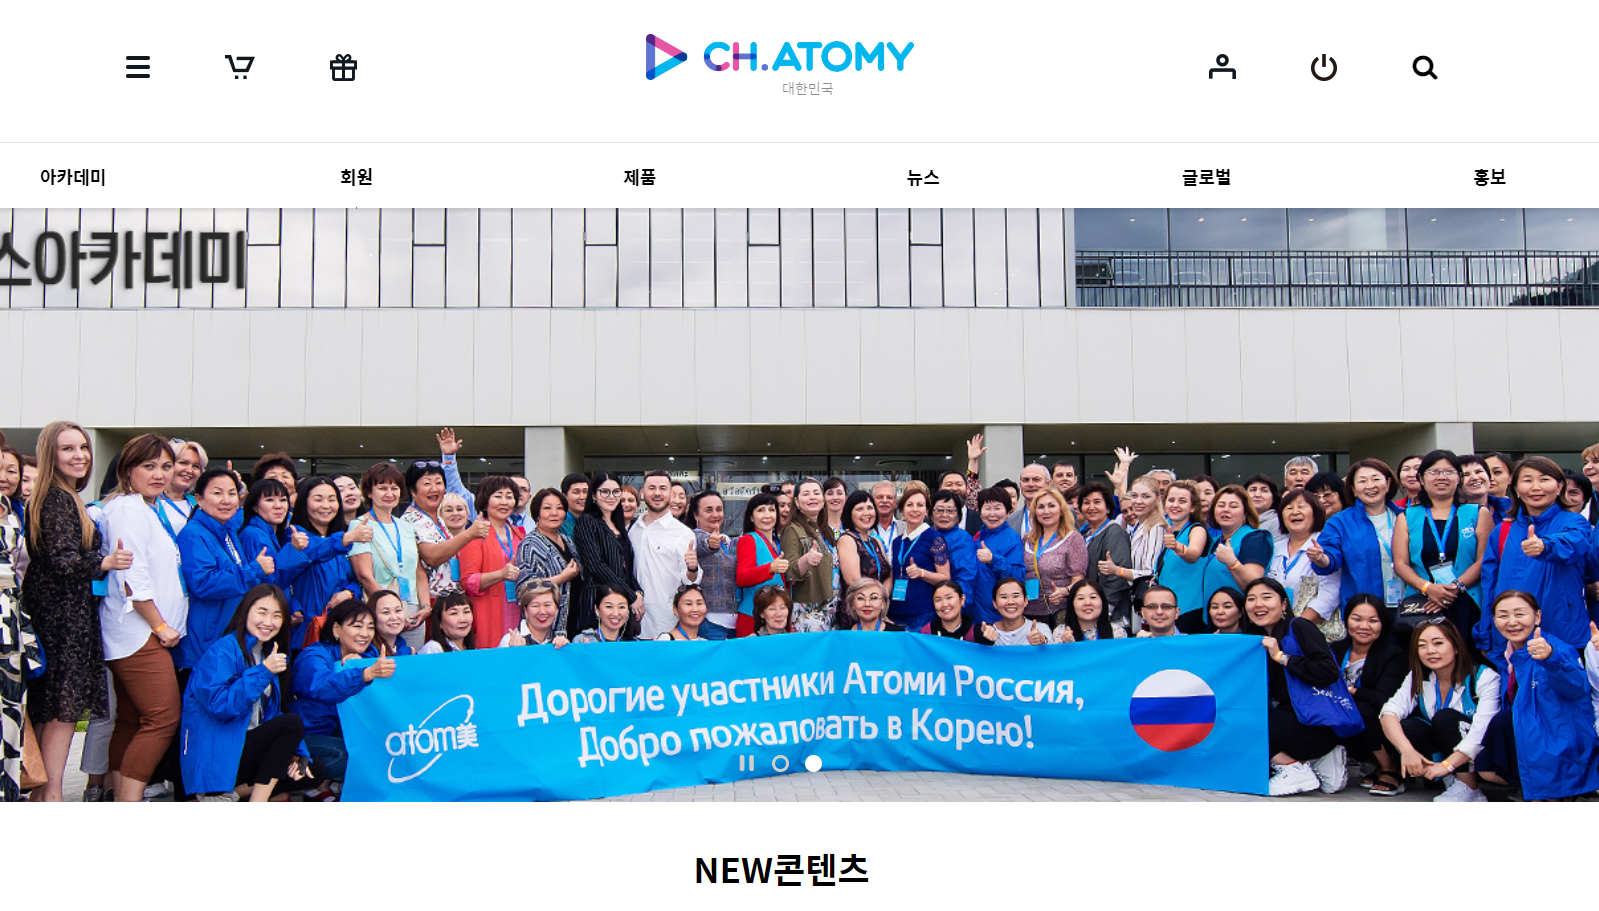 CH.ATOMY
대한민국
아카데미 회원 제품 뉴스 글로벌 홍보
스아카데미
Дорогие участники Атоми Россия,
Добро пожаловать в Корею!
atom美
NEW콘텐츠